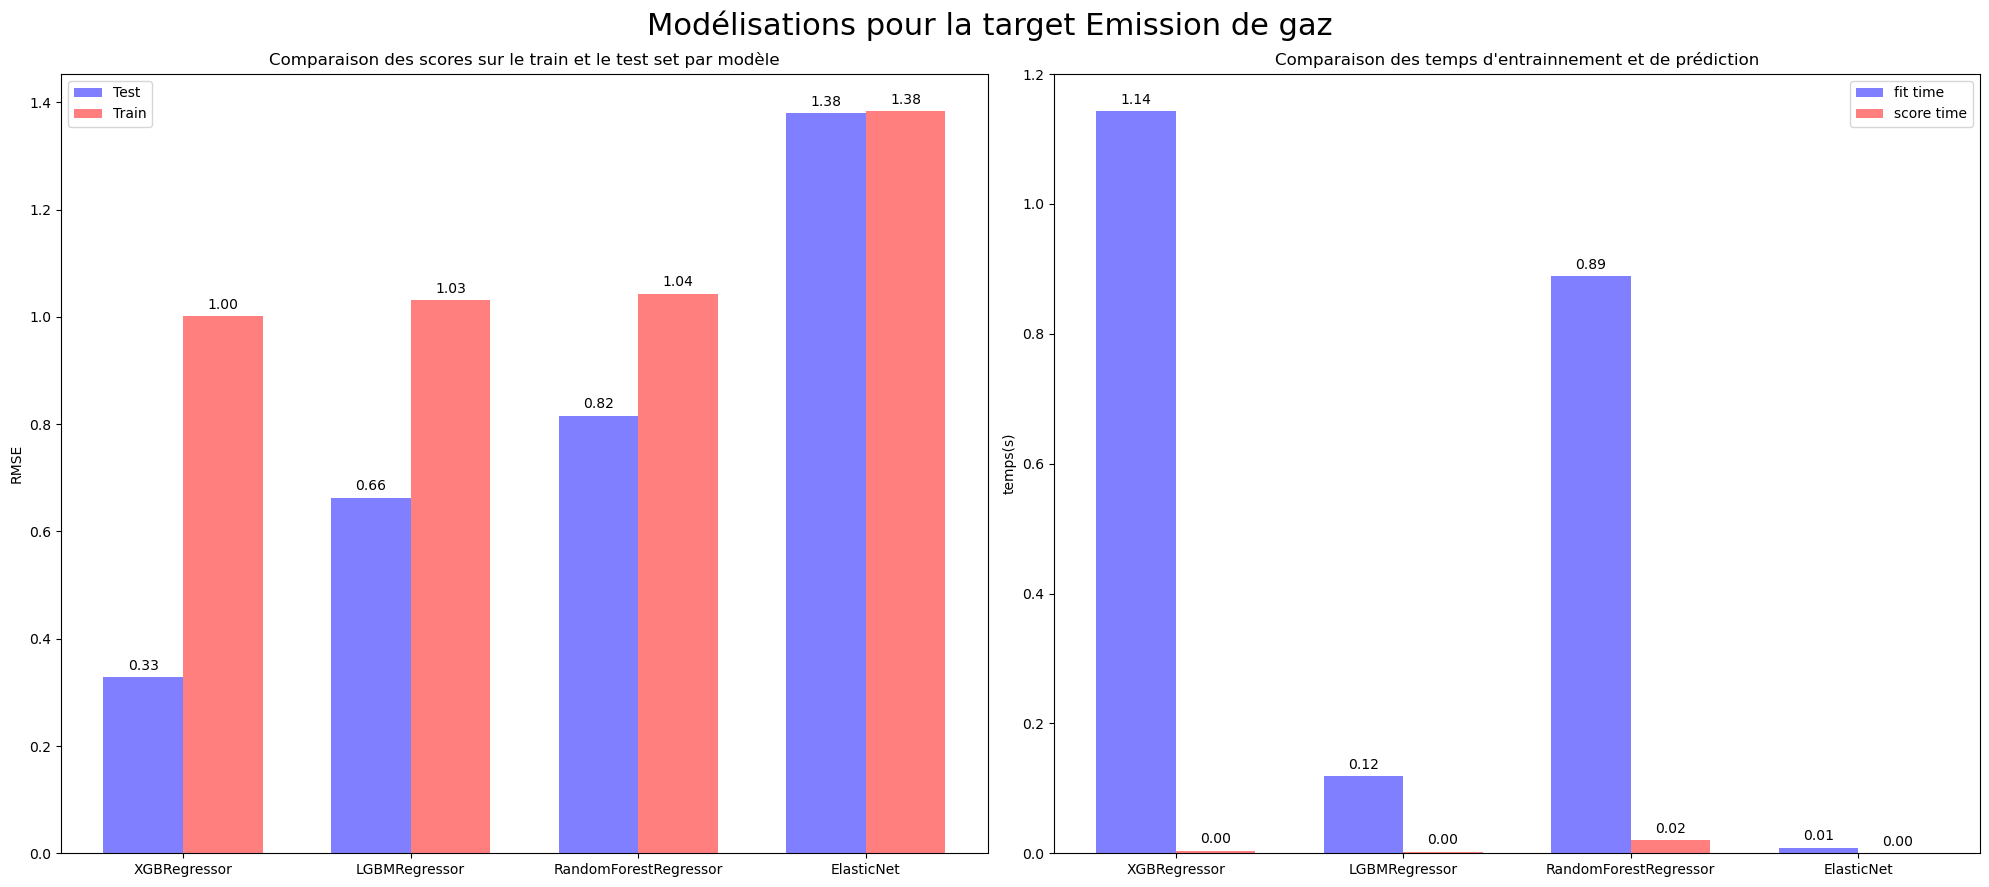 Modélisations pour la target Emission de gaz
Comparaison des scores sur le train et le test set par modèle
Test
Train
RMSE
1.4
1.2
1.0
0.8
0.6
0.4
0.2
0.0
0.33
1.00
0.66
1.03
0.82
1.04
1.38
1.38
XGBRegressor
LGBMRegressor
RandomForestRegressor
ElasticNet
Comparaison des temps d'entrainnement et de prédiction
fit time
score time
temps(s)
1.2
1.0
0.8
0.6
0.4
0.2
0.0
1.14
0.00
0.12
0.00
0.89
0.02
0.01
0.00
XGBRegressor
LGBMRegressor
RandomForestRegressor
ElasticNet